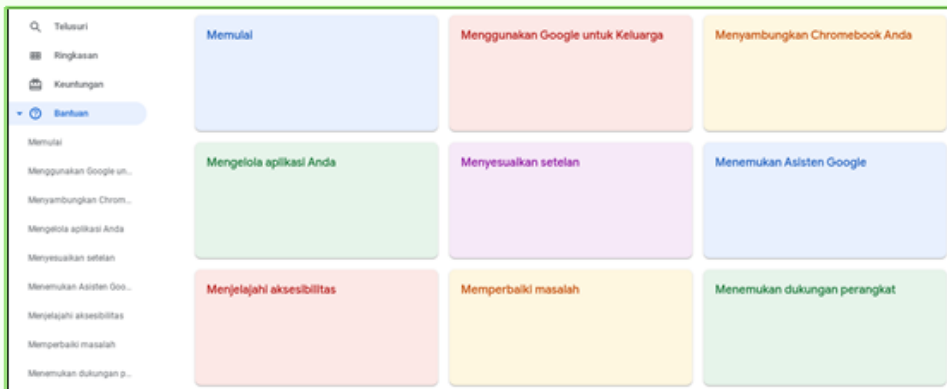 Telusuri
Ringkasan
Keuntungan
Bantuan
Memulai
Menggunakan Google un...
Menyambungkan Chrom...
Mengelola aplikasi Anda
Menyesuaikan setelan
Menemukan Asisten Goo...
Menjelajahi aksesibilitas
Memperbaiki masalah
Menemukan dukungan p...
Memulai
Menggunakan Google untuk Keluarga
Menyambungkan Chromebook Anda
Mengelola aplikasi Anda
Menyesuaikan setelan
Menemukan Asisten Google
Menjelajahi aksesibilitas
Memperbaiki masalah
Menemukan dukungan perangkat